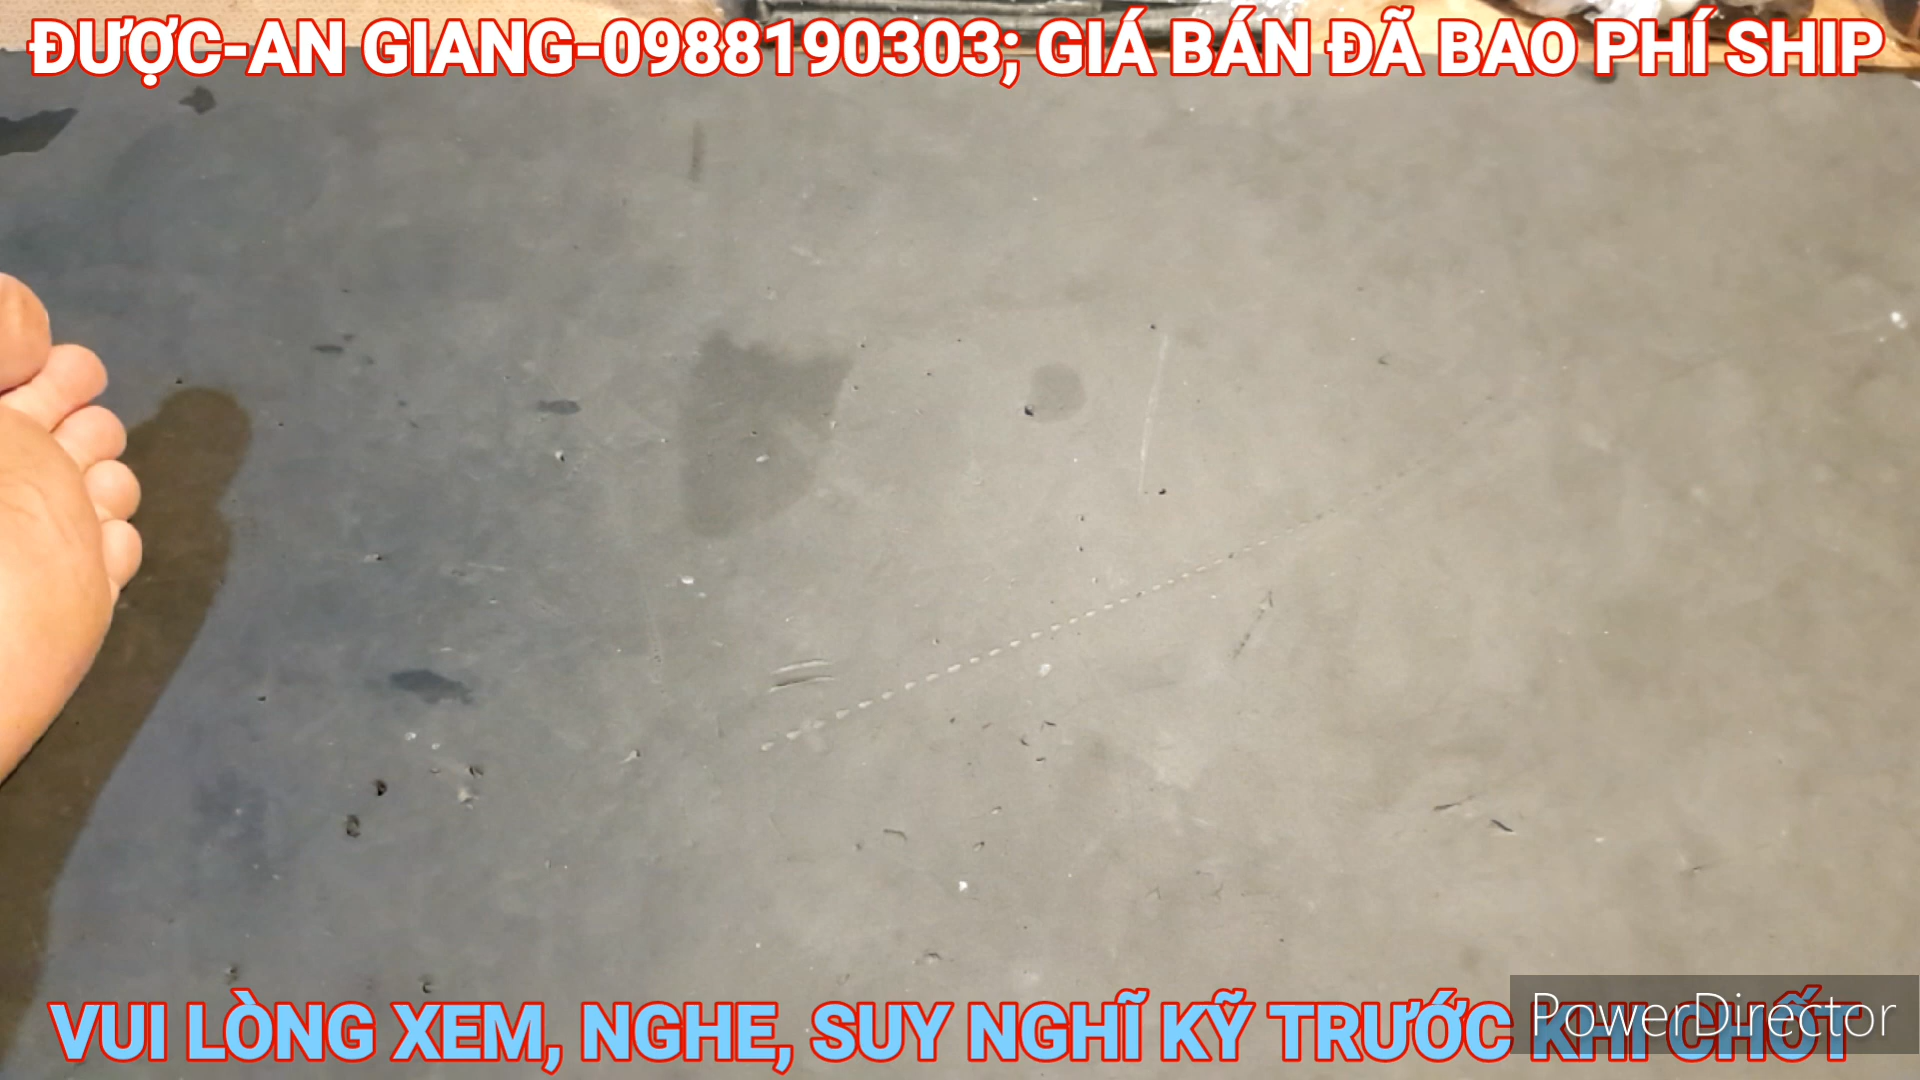 ĐƯỢC-AN GIANG-0988190303; GIÁ BÁN ĐÃ BAO PHÍ SHIP
VUI LÒNG XEM, NGHE, SUY NGHĨ KỸ TRƯỚC KHI CHỐT
PowerDirector